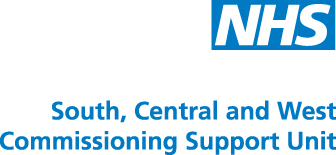 NHS
South, Central and West
Commissioning Support Unit